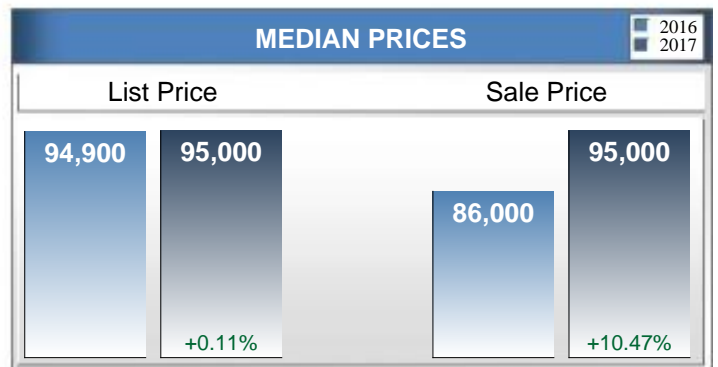 MEDIAN PRICES
2016
2017
List Price
Sale Price
94,900
95,000
+0.11%
86,000
95,000
+10.47%